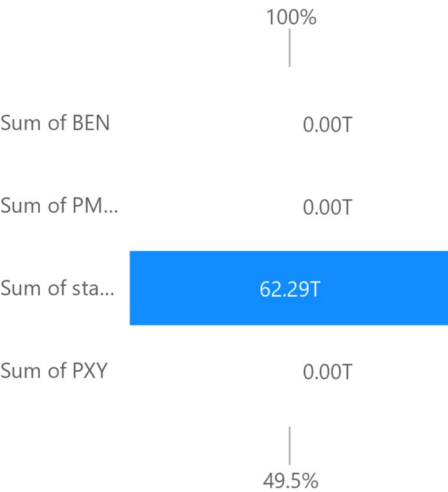 100%
Sum of BEN 0.00T
Sum of PM... 0.00T
Sum of sta... 62.29T
Sum of PXY 0.00T
49.5%